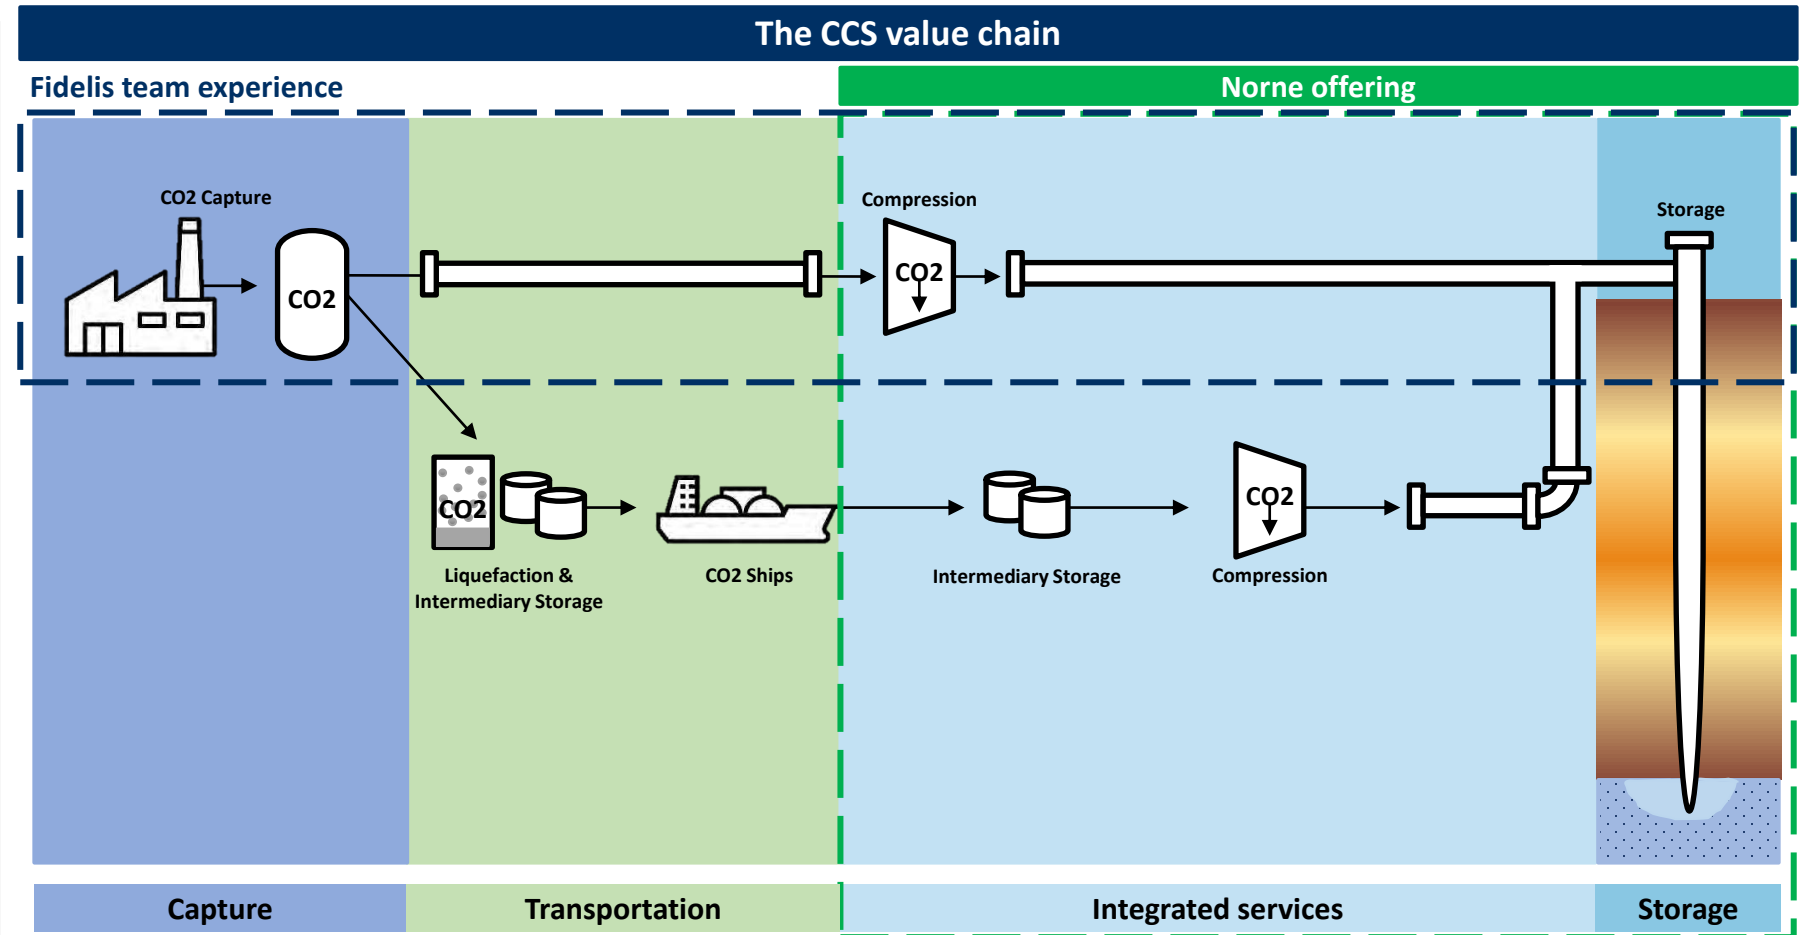 The CCS value chain
Fidelis team experience
Norne offering
CO2 Capture
CO2
Compression
CO2
Storage
CO2
Liquefaction &
Intermediary Storage
CO2 Ships
Intermediary Storage
CO2
Compression
Capture
Transportation
Integrated services
Storage